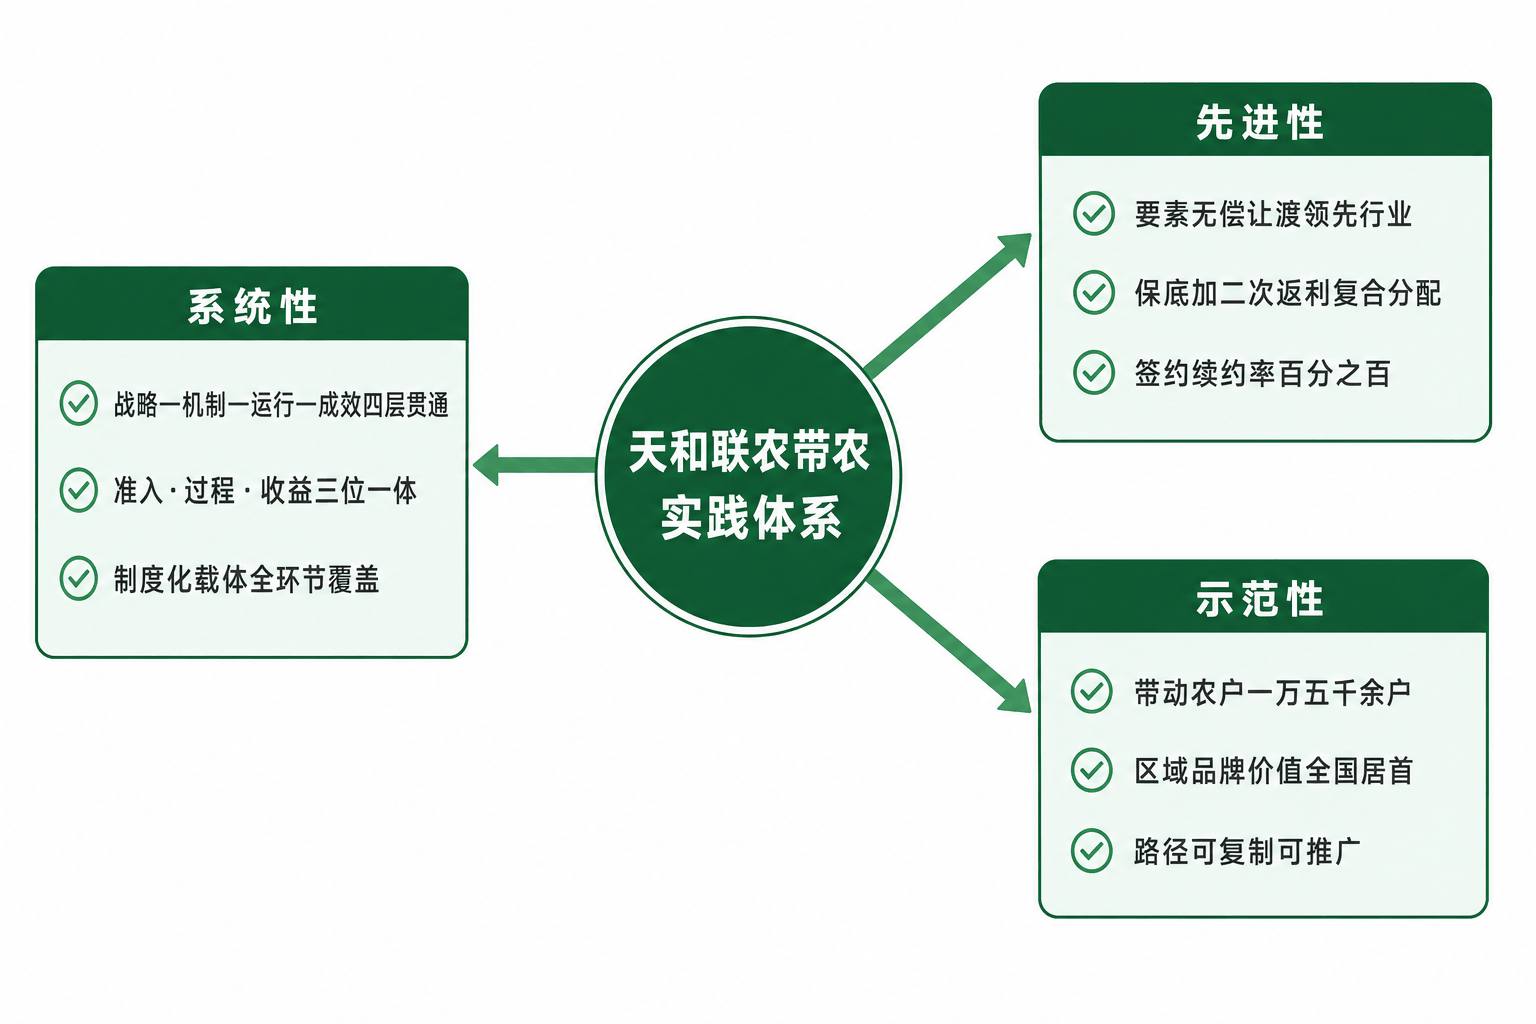 系统性
战略一机制一运行一成效四层贯通
准入·过程·收益三位一体
制度化载体全环节覆盖
天和联农带农
实践体系
先进性
要素无偿让渡领先行业
保底加二次返利复合分配
签约续约率百分之百
示范性
带动农户一万五千余户
区域品牌价值全国居首
路径可复制可推广